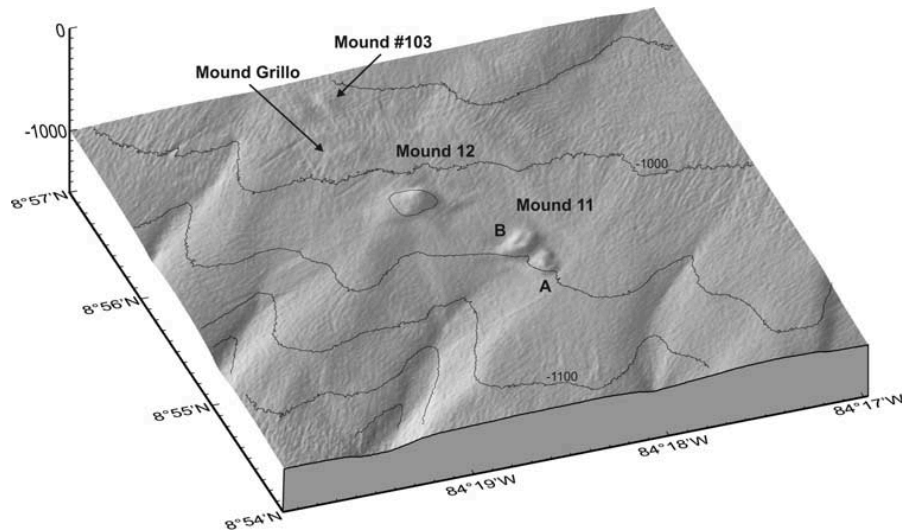 0
Mound #103
Mound Grillo
-1000
Mound 12
-1000
8°57'N
Mound 11
B
A
8°56'N
-1100
8°55'N
84°17'W
84°18'W
84°19'W
8°54'N